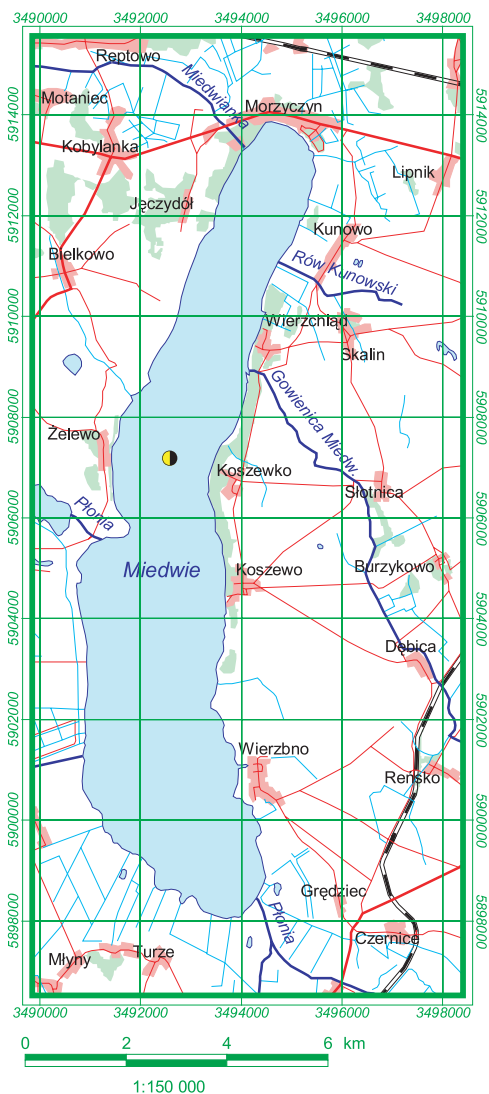 3490000 3492000 3494000 3496000 3498000
Reptowo
Miedwianka
Motaniec
Morzyczyn
5914000 5914000
Kobylanka
Lipnik
Jęczydół
5912000 5912000
Kunowo
Bielkowo
Rów Kunowski
5910000 5910000
Wierzchląd
Skalin
Gowienica Miedw.
5908000 5908000
Żelewo
Koszewko
Słotnica
Płonia
5906000 5906000
Miedwie
Koszewo
Burzykowo
5904000 5904000
Dębica
5902000 5902000
Wierzbno
Reńsko
5900000 5900000
Grędziec
Płonia
5898000 5898000
Czernice
Młyny
Turze
3490000 3492000 3494000 3496000 3498000
0 2 4 6 km
1:150 000